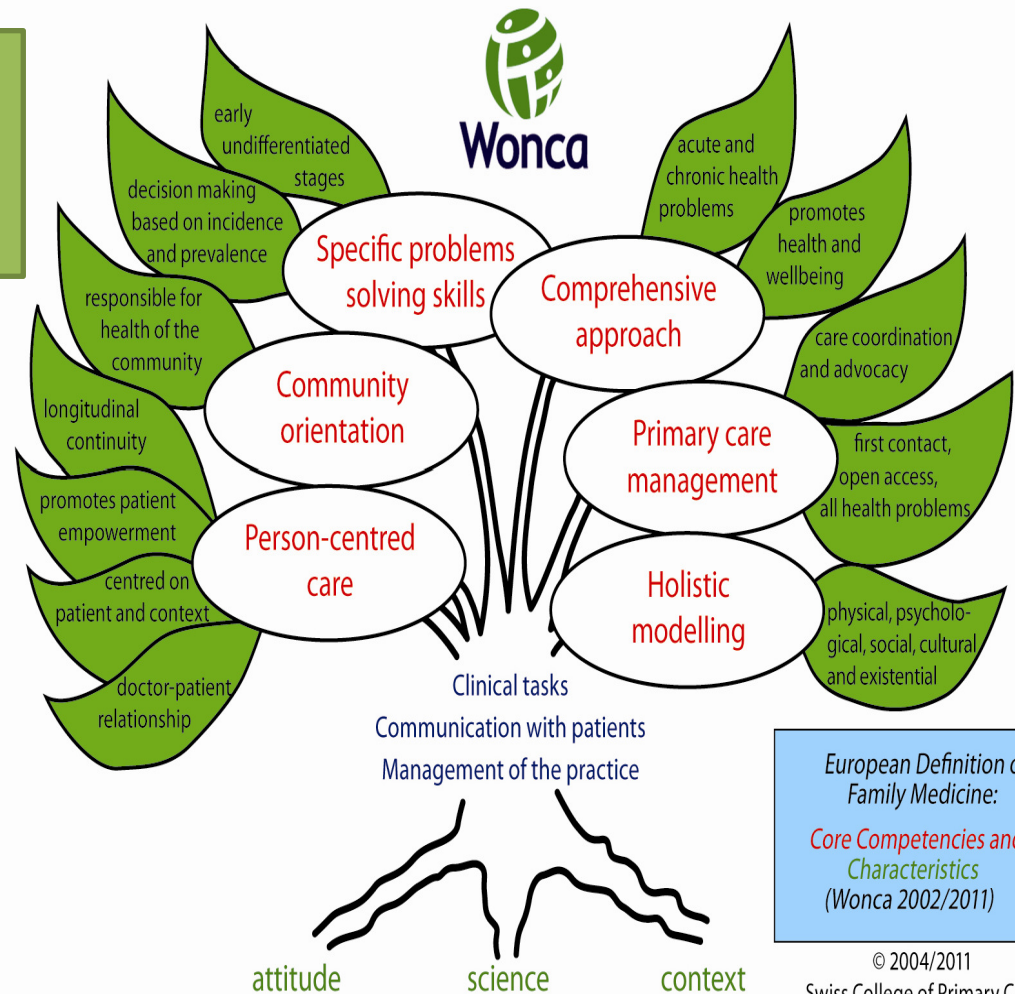 Wonca
early
undifferentiated
stages
decision making
based on incidence
and prevalence
responsible for
health of the
community
longitudinal
continuity
promotes patient
empowerment
centred on
patient and context
doctor-patient
relationship
Specific problems
solving skills
Community
orientation
Person-centred
care
Comprehensive
approach
Primary care
management
Holistic
modelling
acute and
chronic health
problems
promotes
health and
wellbeing
care coordination
and advocacy
first contact,
open access,
all health problems
physical, psycholo-
gical, social, cultural
and existential
Clinical tasks
Communication with patients
Management of the practice
attitude
science
context
European Definition
Family Medicine:
Core Competencies and
Characteristics
(Wonca 2002/2011)
© 2004/2011
Swiss College of Primary